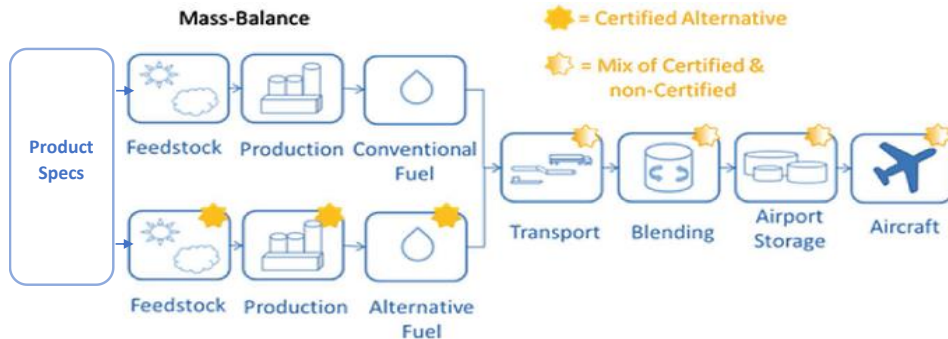 Mass-Balance
= Certified Alternative
= Mix of Certified &
non-Certified
Product
Specs
Feedstock
Production
Conventional
Fuel
Transport
Blending
Airport
Storage
Aircraft
Feedstock
Production
Alternative
Fuel